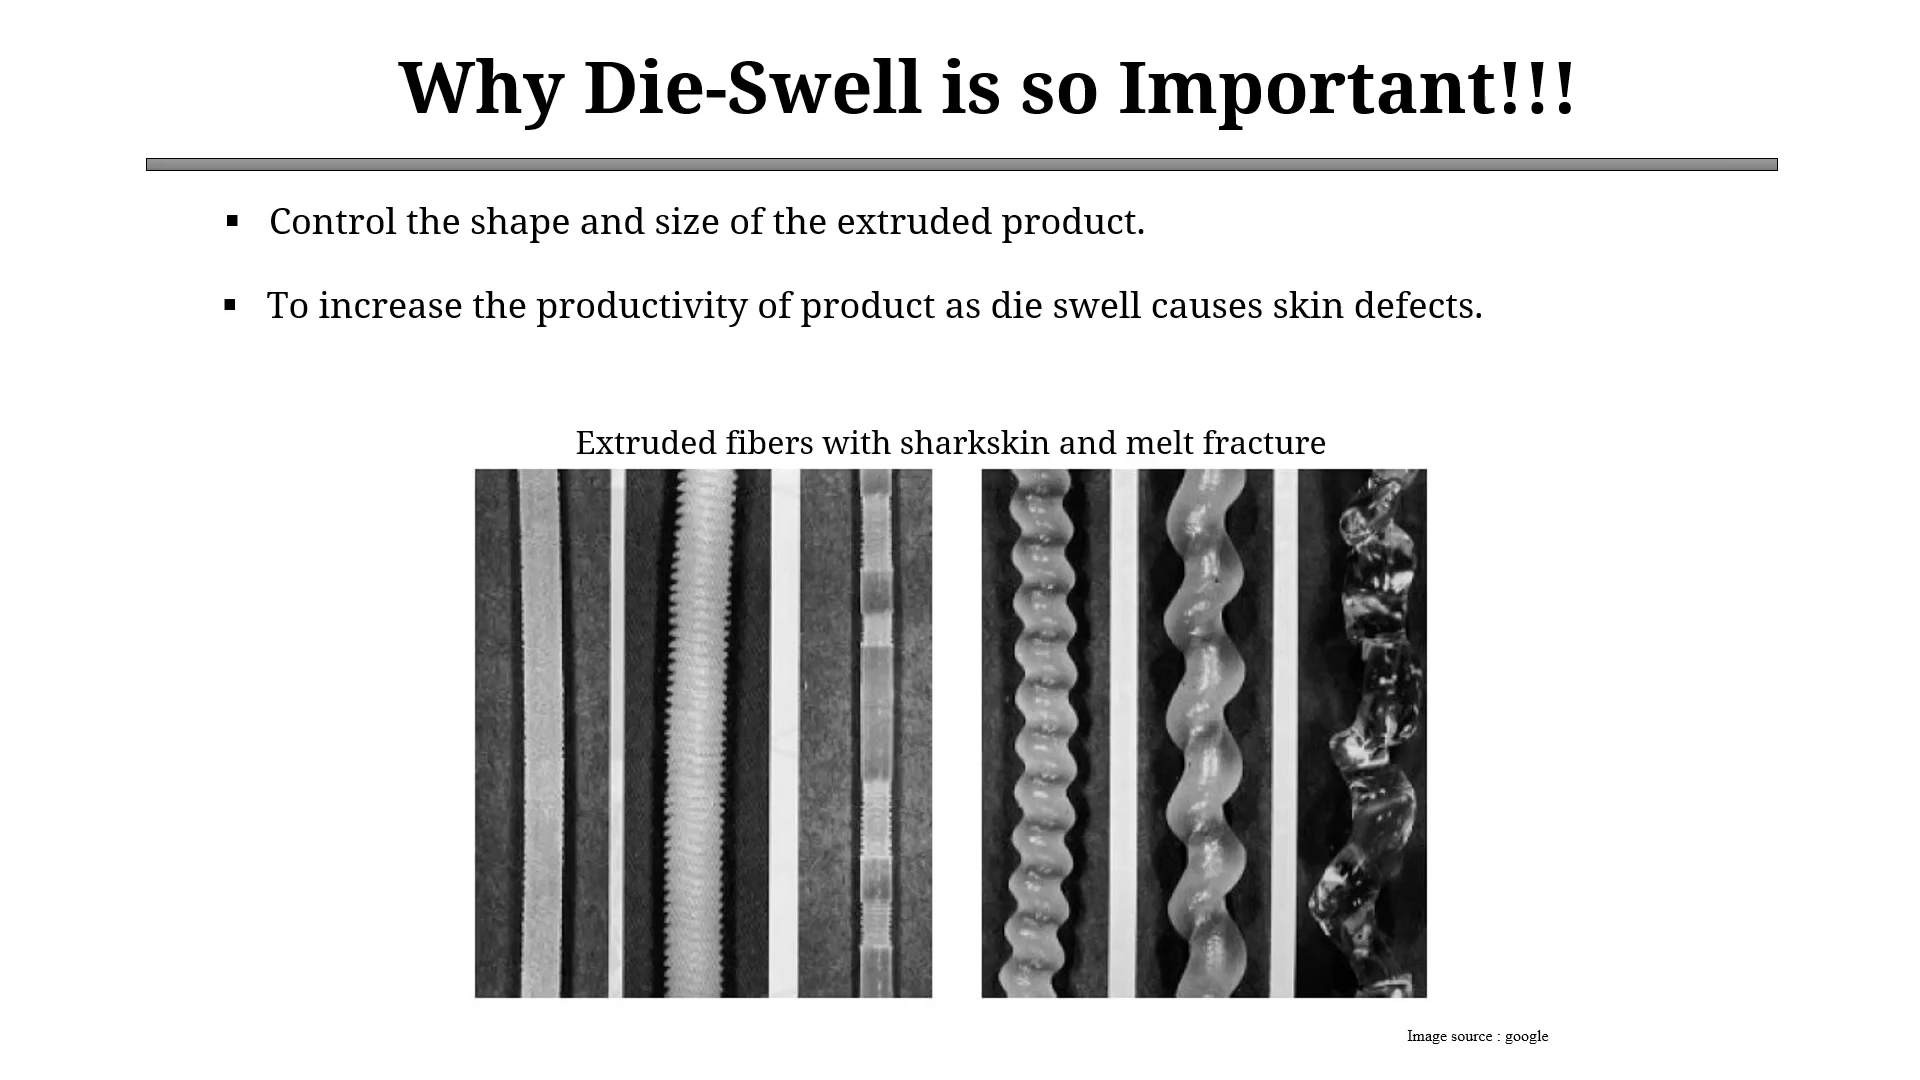 Why Die-Swell is so Important!!!
▪ Control the shape and size of the extruded product.
▪ To increase the productivity of product as die swell causes skin defects.
Extruded fibers with sharkskin and melt fracture
Image source : google